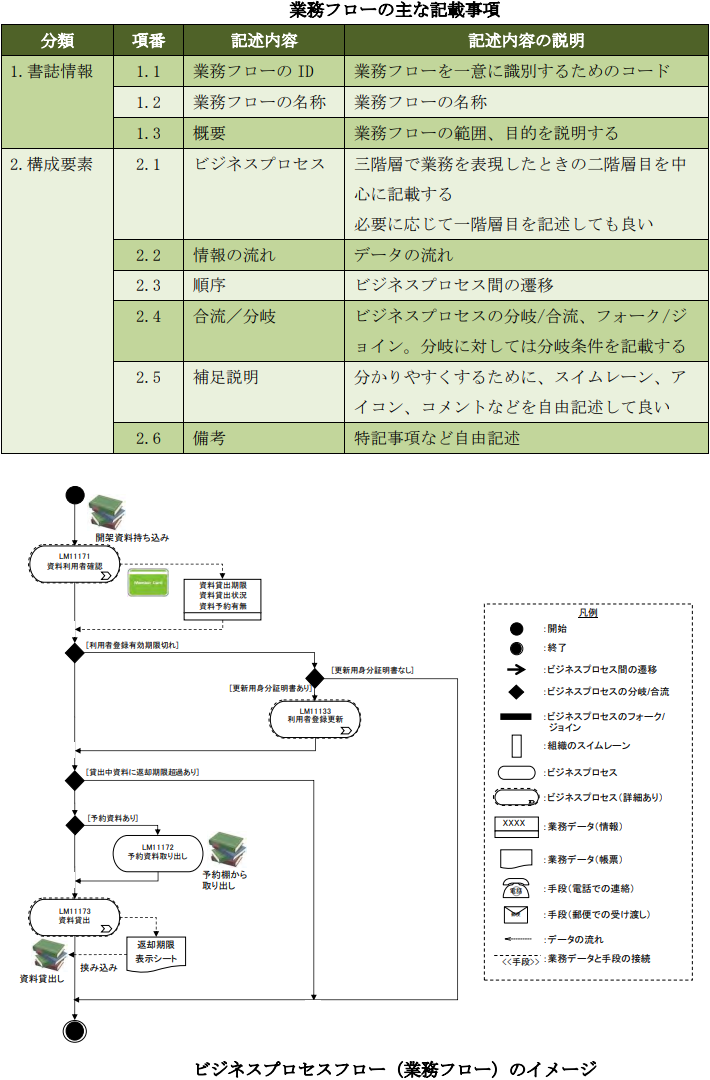 業務フローの主な記載事項
分類 項番 記述内容 記述内容の説明
1.書誌情報 1.1 業務フローの ID 業務フローを一意に識別するためのコード
1.2 業務フローの名称 業務フローの名称
1.3 概要 業務フローの範囲、目的を説明する
2.構成要素 2.1 ビジネスプロセス 三階層で業務を表現したときの二階層目を中
心に記載する
必要に応じて一階層目を記述しても良い
2.2 情報の流れ データの流れ
2.3 順序 ビジネスプロセス間の遷移
2.4 合流／分岐 ビジネスプロセスの分岐/合流、フォーク/ジ
ョイン。分岐に対しては分岐条件を記載する
2.5 補足説明 分かりやすくするために、スイムレーン、ア
イコン、コメントなどを自由記述して良い
2.6 備考 特記事項など自由記述
開架資料持ち込み
LM11171
資料利用者確認
資料貸出期限
資料貸出状況
資料予約有無
[利用者登録有効期限切れ]
[更新用身分証明書なし]
[更新用身分証明書あり]
LM11133
利用者登録更新
[貸出中資料に返却期限超過あり]
[予約資料あり]
LM11172
予約資料取り出し
予約棚から
取り出し
LM11173
資料貸出
返却期限
表示シート
挟み込み
資料貸出し
凡例
：開始
：終了
：ビジネスプロセス間の遷移
：ビジネスプロセスの分岐/合流
：ビジネスプロセスのフォーク/
ジョイン
：組織のスイムレーン
：ビジネスプロセス
：ビジネスプロセス（詳細あり）
XXXX ：業務データ（情報）
：業務データ（帳票）
電話 ：手段（電話での連絡）
：手段（郵便での受け渡し）
：データの流れ
<<手段>> ：業務データと手段の接続
ビジネスプロセスフロー（業務フロー）のイメージ